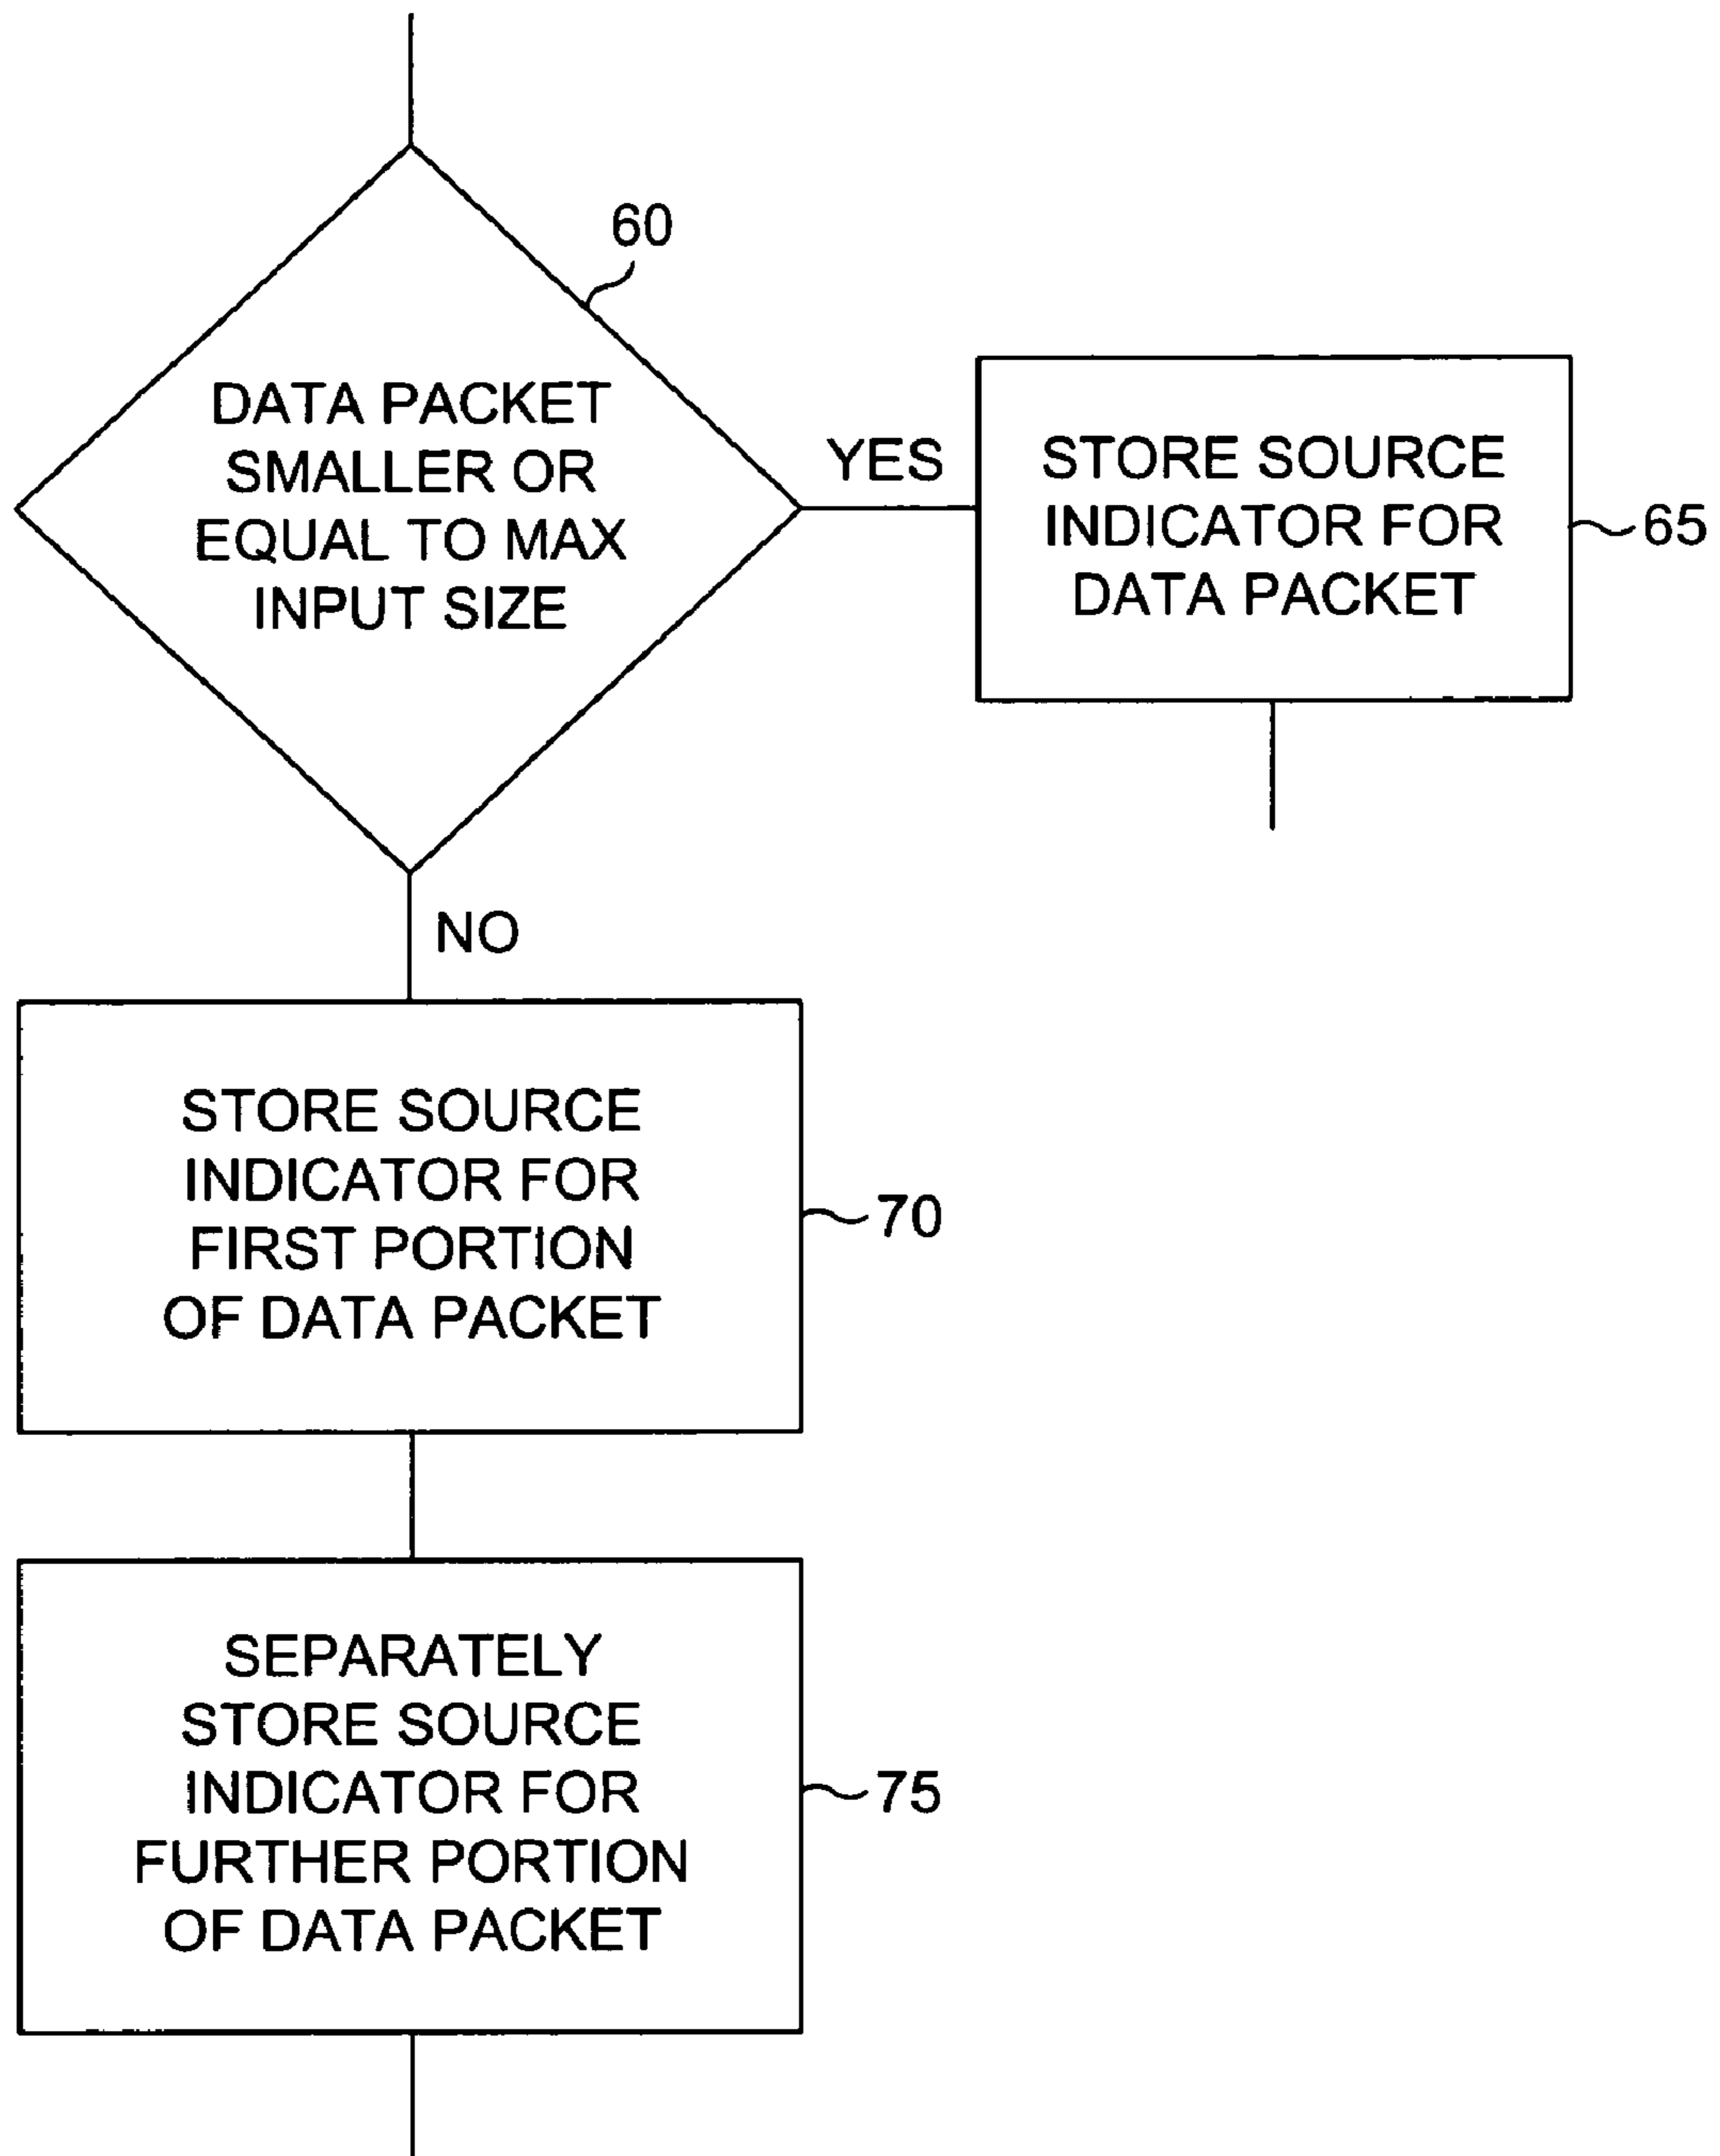 60
DATA PACKET
SMALLER OR
EQUAL TO MAX
INPUT SIZE
YES
STORE SOURCE
INDICATOR FOR
DATA PACKET
65
NO
STORE SOURCE
INDICATOR FOR
FIRST PORTION
OF DATA PACKET
70
SEPARATELY
STORE SOURCE
INDICATOR FOR
FURTHER PORTION
OF DATA PACKET
75